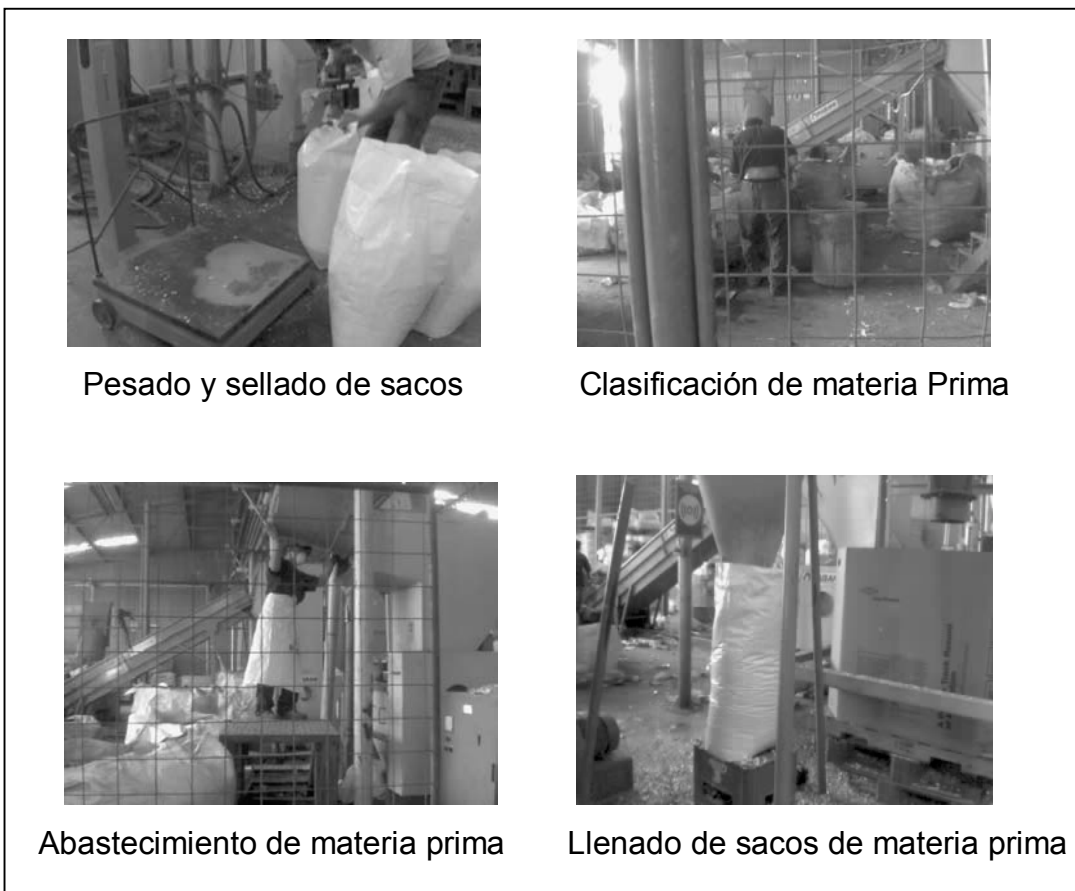 Pesado y sellado de sacos
Clasificación de materia Prima
Abastecimiento de materia prima
Llenado de sacos de materia prima